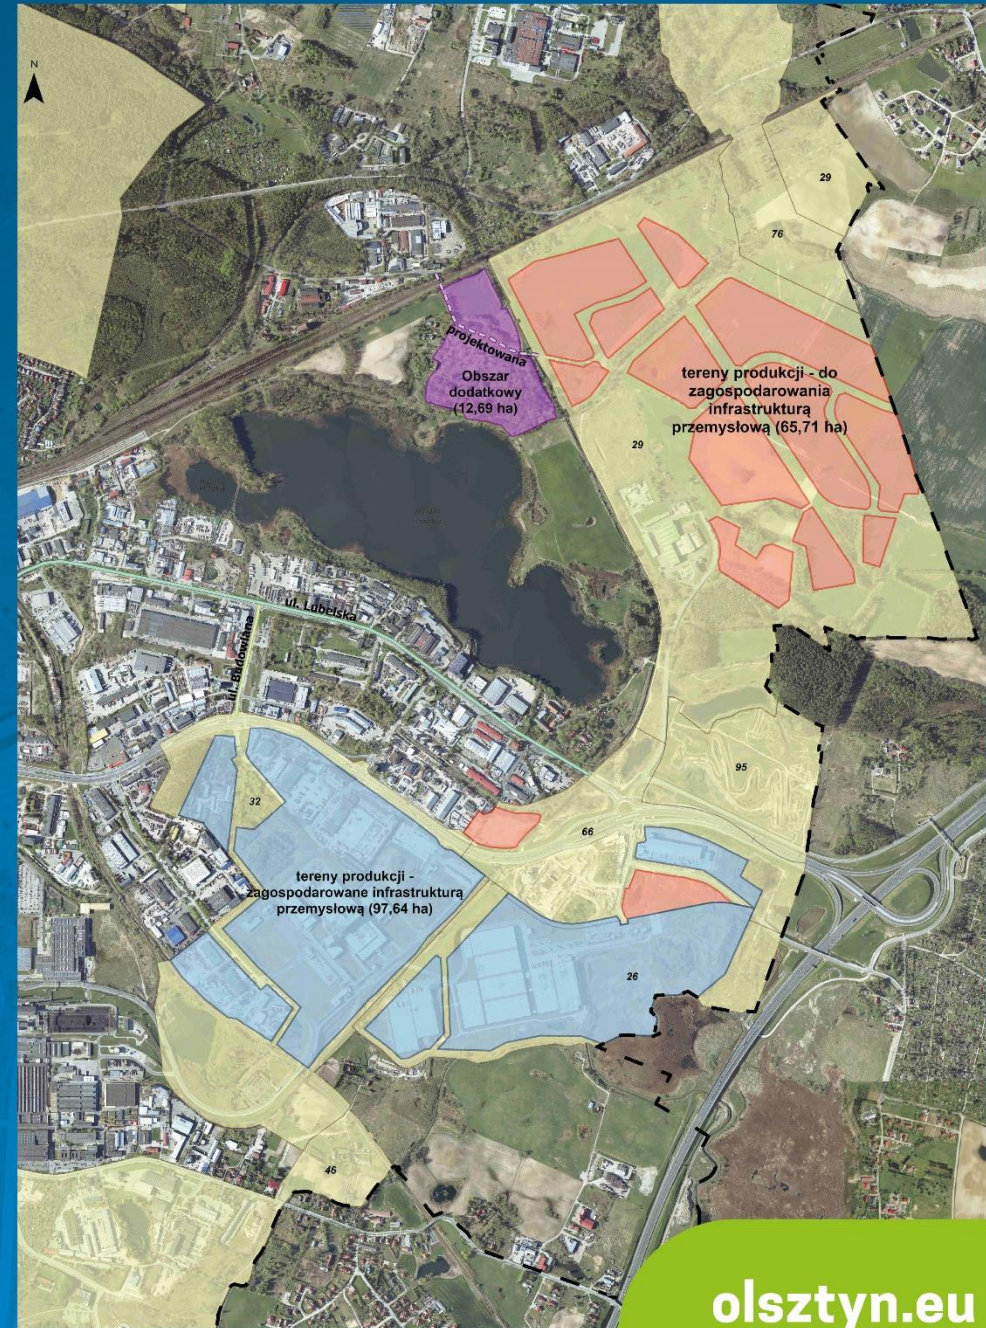 N
29
76
projektowana
Obszar
dodatkowy
(12,69 ha)
tereny produkcji - do
zagospodarowania
infrastrukturą
przemysłową (65,71 ha)
29
ul. Lubelska
ul. Budowlana
95
32
66
tereny produkcji -
zagospodarowane infrastrukturą
przemysłową (97,64 ha)
26
46
olsztyn.eu